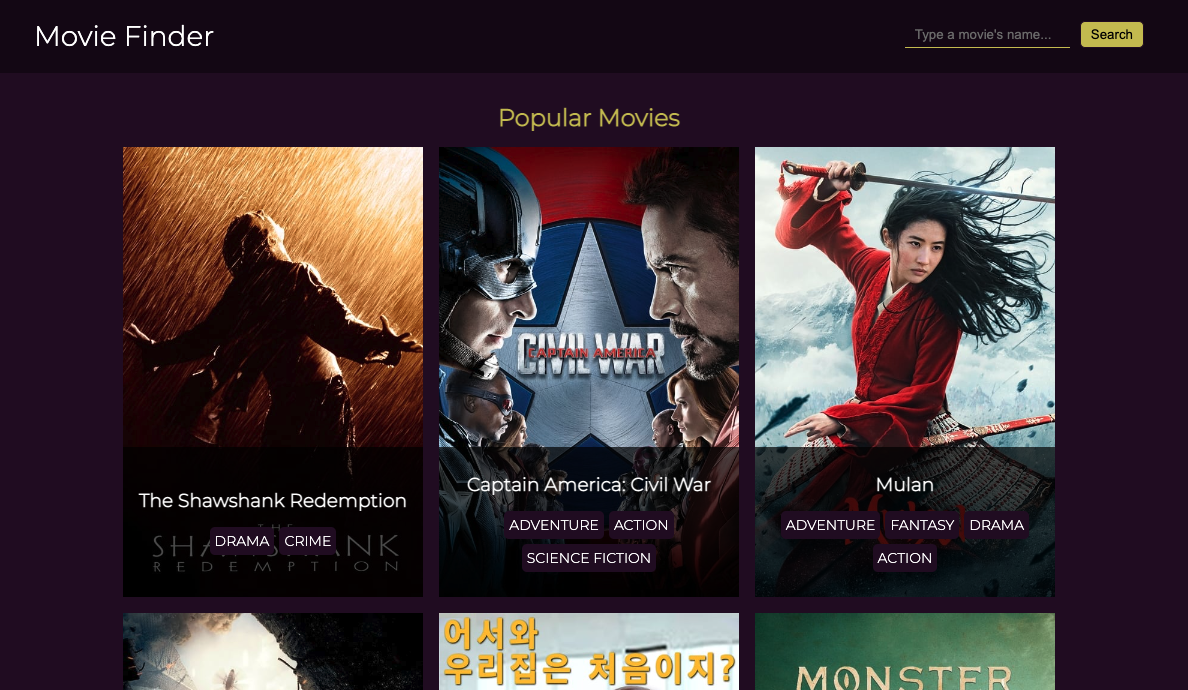 Movie Finder
Type a movie's name...
Search
Popular Movies
CIVIL WAR
CAPTAIN AMERICA
The Shawshank Redemption
THE
SHAWSHANK
REDEMPTION
DRAMA CRIME
Captain America: Civil War
ADVENTURE ACTION
SCIENCE FICTION
Mulan
ADVENTURE FANTASY DRAMA
ACTION
어서와
우리집은 처음이지?
MONSTER